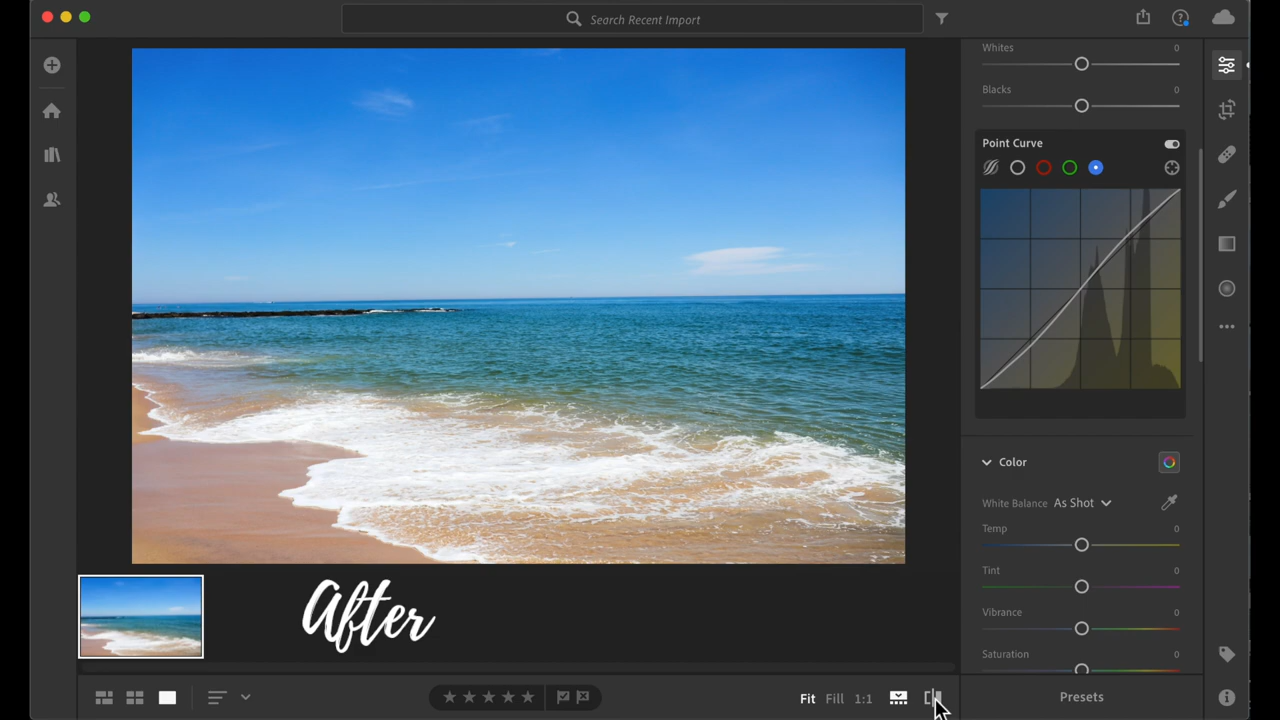 Search Recent Import
Whites 0
Blacks 0
Point Curve
Color
White Balance As Shot
Temp 0
Tint 0
Vibrance 0
Saturation 0
After
Fit Fill 1:1
Presets